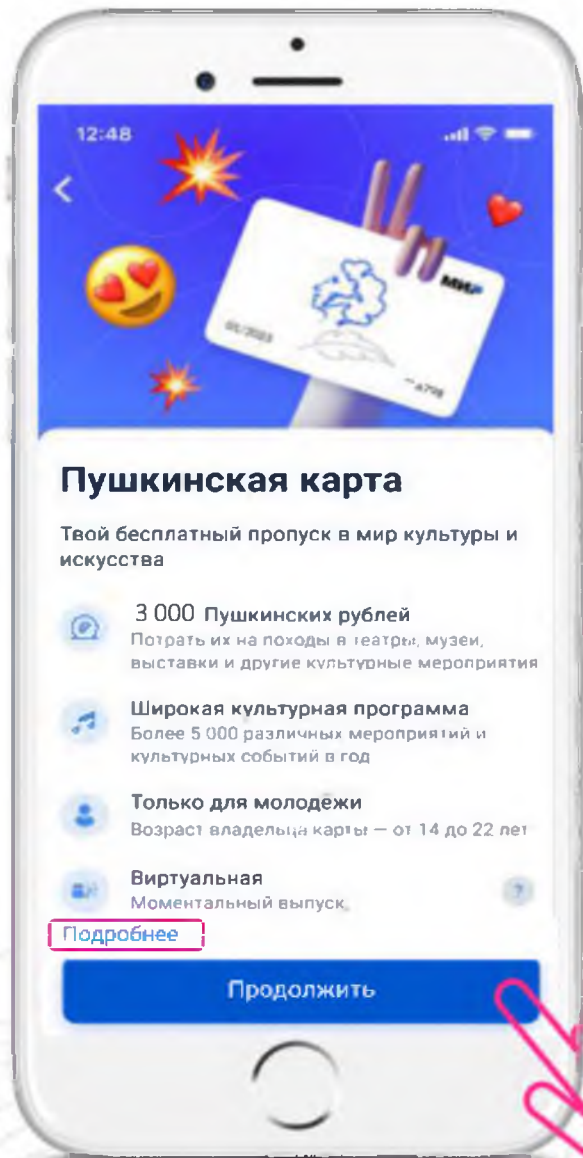 12:48
МИР
Пушкинская карта
Твой бесплатный пропуск в мир культуры и
искусства
3 000 Пушкинских рублей
Потрать их на походы в театры, музеи,
выставки и другие культурные мероприятия
Широкая культурная программа
Более 5 000 различных мероприятий и
культурных событий в год
Только для молодёжи
Возраст владельца карты — от 14 до 22 лет
Виртуальная
Моментальный выпуск
?
Подробнее
Продолжить